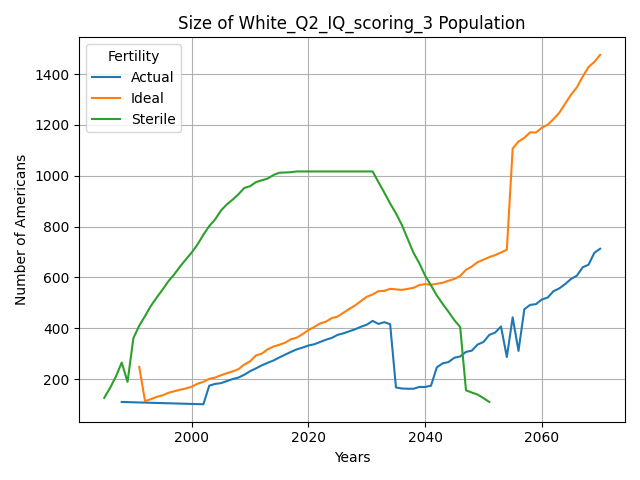 Size of White_Q2_IQ_scoring_3 Population
Fertility
Actual
Ideal
Sterile
Number of Americans
1400
1200
1000
800
600
400
200
2000
2020
2040
2060
Years